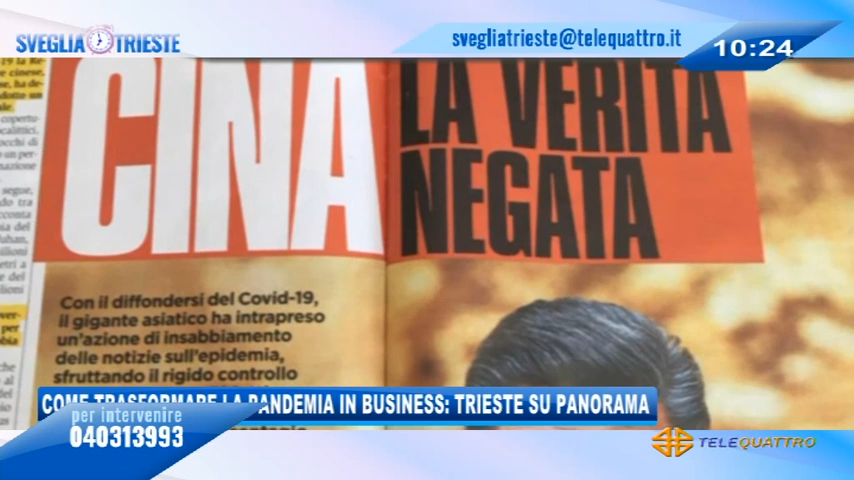 SVEGLIA TRIESTE
svegliatrieste@telequattro.it
10:24
CINA
LA VERITÀ
NEGATA
Con il diffondersi del Covid-19,
il gigante asiatico ha intrapreso
un'azione di insabbiamento
delle notizie sull'epidemia,
sfruttando il rigido controllo
COME TRASFORMARE LA PANDEMIA IN BUSINESS: TRIESTE SU PANORAMA
per intervenire
040313993
TELEQUATTRO